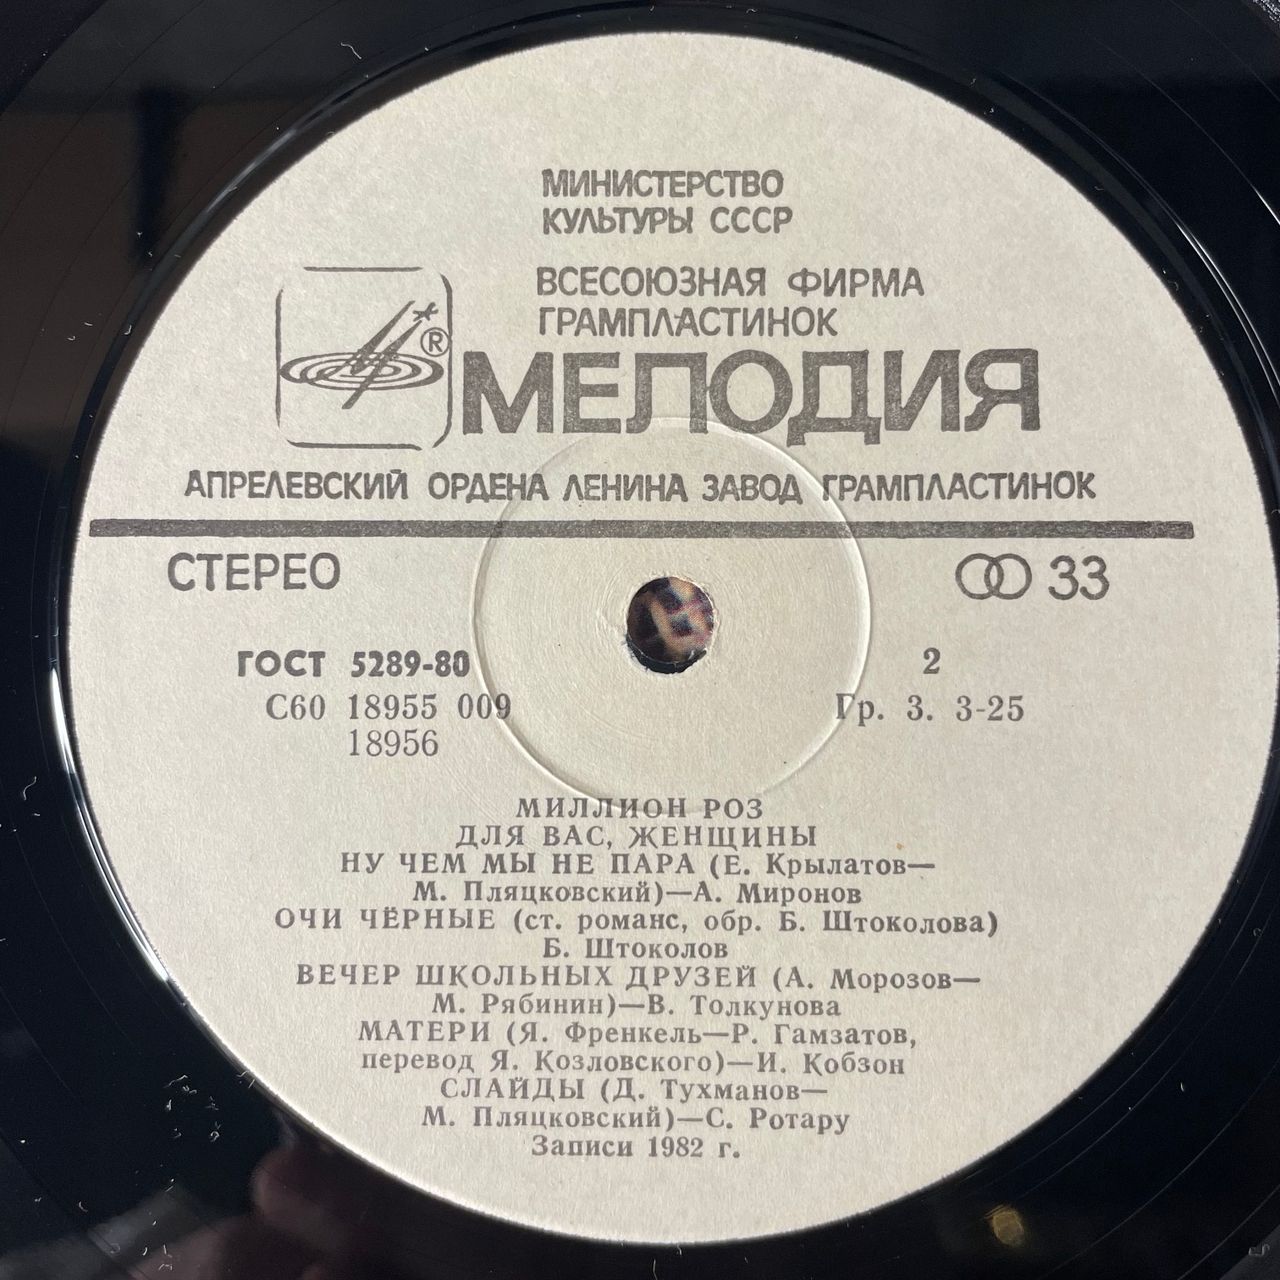 МИНИСТЕРСТВО
КУЛЬТУРЫ СССР
ВСЕСОЮЗНАЯ ФИРМА
ГРАМПЛАСТИНОК
®
МЕЛОДИЯ
АПРЕЛЕВСКИЙ ОРДЕНА ЛЕНИНА ЗАВОД ГРАМПЛАСТИНОК
СТЕРЕО
33
ГОСТ 5289-80
2
С60 18955 009
Гр. 3. 3-25
18956
МИЛЛИОН РОЗ
ДЛЯ ВАС, ЖЕНЩИНЫ
НУ ЧЕМ МЫ НЕ ПАРА (Е. Крылатов—
М. Пляцковский)—А. Миронов
ОЧИ ЧЁРНЫЕ (ст. романс, обр. Б. Штоколова)
Б. Штоколов
ВЕЧЕР ШКОЛЬНЫХ ДРУЗЕЙ (А. Морозов—
М. Рябинин)—В. Толкунова
МАТЕРИ (Я. Френкель—Р. Гамзатов,
перевод Я. Козловского)—И. Кобзон
СЛАЙДЫ (Д. Тухманов—
М. Пляцковский)—С. Ротару
Записи 1982 г.